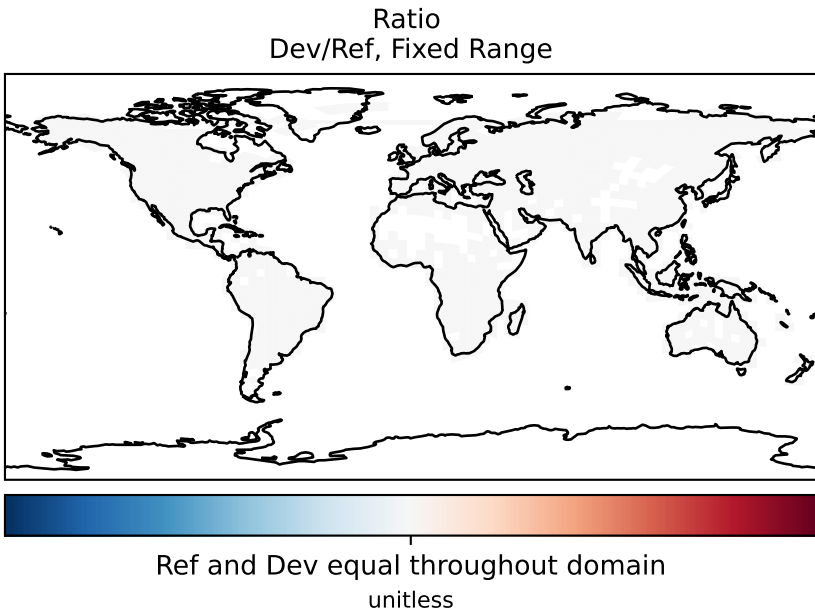 Ratio
Dev/Ref, Fixed Range
Ref and Dev equal throughout domain
unitless